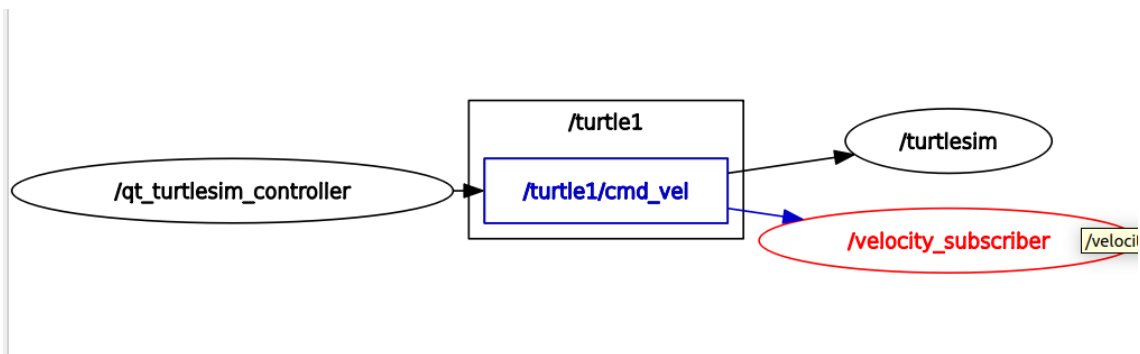 /turtle1
/qt_turtlesim_controller
/turtle1/cmd_vel
/turtlesim
/velocity_subscriber